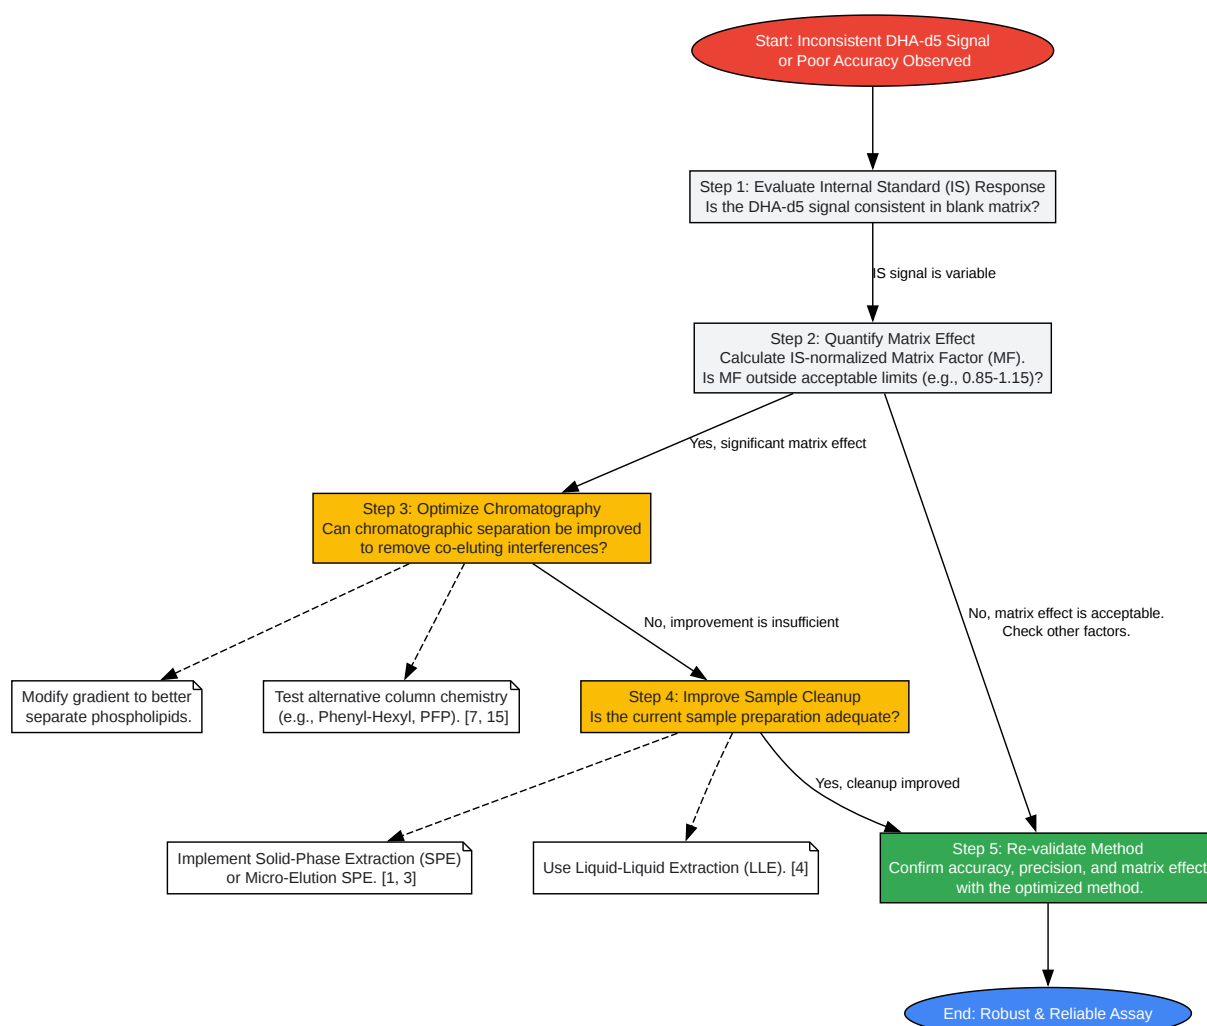 Start: Inconsistent DHA-d5 Signal
or Poor Accuracy Observed
Step 1: Evaluate Internal Standard (IS) Response
Is the DHA-d5 signal consistent in blank matrix?
IS signal is variable
Step 2: Quantify Matrix Effect
Calculate IS-normalized Matrix Factor (MF).
Is MF outside acceptable limits (e.g., 0.85-1.15)?
Yes, significant matrix effect
Step 3: Optimize Chromatography
Can chromatographic separation be improved
to remove co-eluting interferences?
No, improvement is insufficient
No, matrix effect is acceptable.
Check other factors.
Modify gradient to better
separate phospholipids.
Test alternative column chemistry
(e.g., Phenyl-Hexyl, PFP). [7, 15]
Step 4: Improve Sample Cleanup
Is the current sample preparation adequate?
Yes, cleanup improved
Implement Solid-Phase Extraction (SPE)
or Micro-Elution SPE. [1, 3]
Use Liquid-Liquid Extraction (LLE). [4]
Step 5: Re-validate Method
Confirm accuracy, precision, and matrix effect
with the optimized method.
End: Robust & Reliable Assay